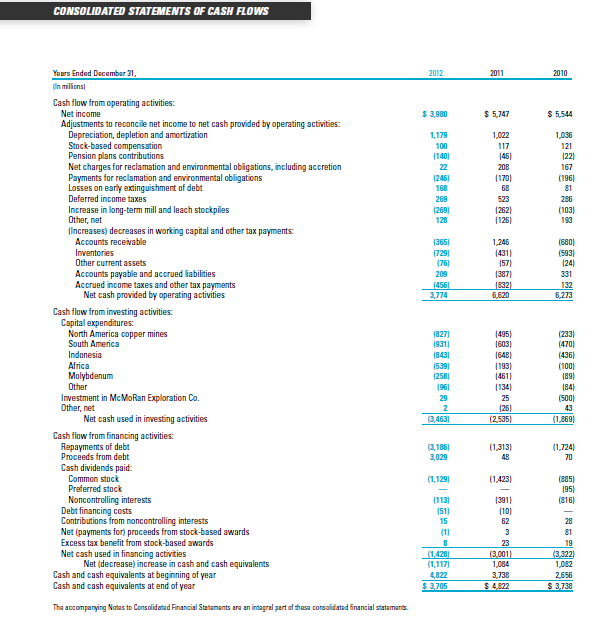 CONSOLIDATED STATEMENTS OF CASH FLOWS
Years Ended December 31, 2012 2011 2010
(In millions)
Cash flow from operating activities:
Net income $ 3,980 $ 5,747 $ 5,544
Adjustments to reconcile net income to net cash provided by operating activities:
Depreciation, depletion and amortization 1,179 1,022 1,036
Stock-based compensation 100 117 121
Pension plans contributions (140) (46) (22)
Net charges for reclamation and environmental obligations, including accretion 22 208 167
Payments for reclamation and environmental obligations (246) (170) (196)
Losses on early extinguishment of debt 168 68 81
Deferred income taxes 269 523 286
Increase in long-term mill and leach stockpiles (269) (262) (103)
Other, net 128 (126) 193
(Increases) decreases in working capital and other tax payments:
Accounts receivable (365) 1,246 (680)
Inventories (729) (431) (593)
Other current assets (76) (57) (24)
Accounts payable and accrued liabilities 209 (387) 331
Accrued income taxes and other tax payments (456) (832) 132
Net cash provided by operating activities 3,774 6,620 6,273
Cash flow from investing activities:
Capital expenditures:
North America copper mines (827) (495) (233)
South America (931) (603) (470)
Indonesia (843) (648) (436)
Africa (539) (193) (100)
Molybdenum (258) (461) (89)
Other (96) (134) (84)
Investment in McMoRan Exploration Co. 29 25 (500)
Other, net 2 (26) 43
Net cash used in investing activities (3,463) (2,535) (1,869)
Cash flow from financing activities:
Repayments of debt (3,186) (1,313) (1,724)
Proceeds from debt 3,029 48 70
Cash dividends paid:
Common stock (1,129) (1,423) (885)
Preferred stock — — (95)
Noncontrolling interests (113) (391) (816)
Debt financing costs (51) (10) —
Contributions from noncontrolling interests 15 62 28
Net (payments for) proceeds from stock-based awards (1) 3 81
Excess tax benefit from stock-based awards 8 23 19
Net cash used in financing activities (1,428) (3,001) (3,322)
Net (decrease) increase in cash and cash equivalents (1,117) 1,084 1,082
Cash and cash equivalents at beginning of year 4,822 3,738 2,656
Cash and cash equivalents at end of year $ 3,705 $ 4,822 $ 3,738
The accompanying Notes to Consolidated Financial Statements are an integral part of these consolidated financial statements.